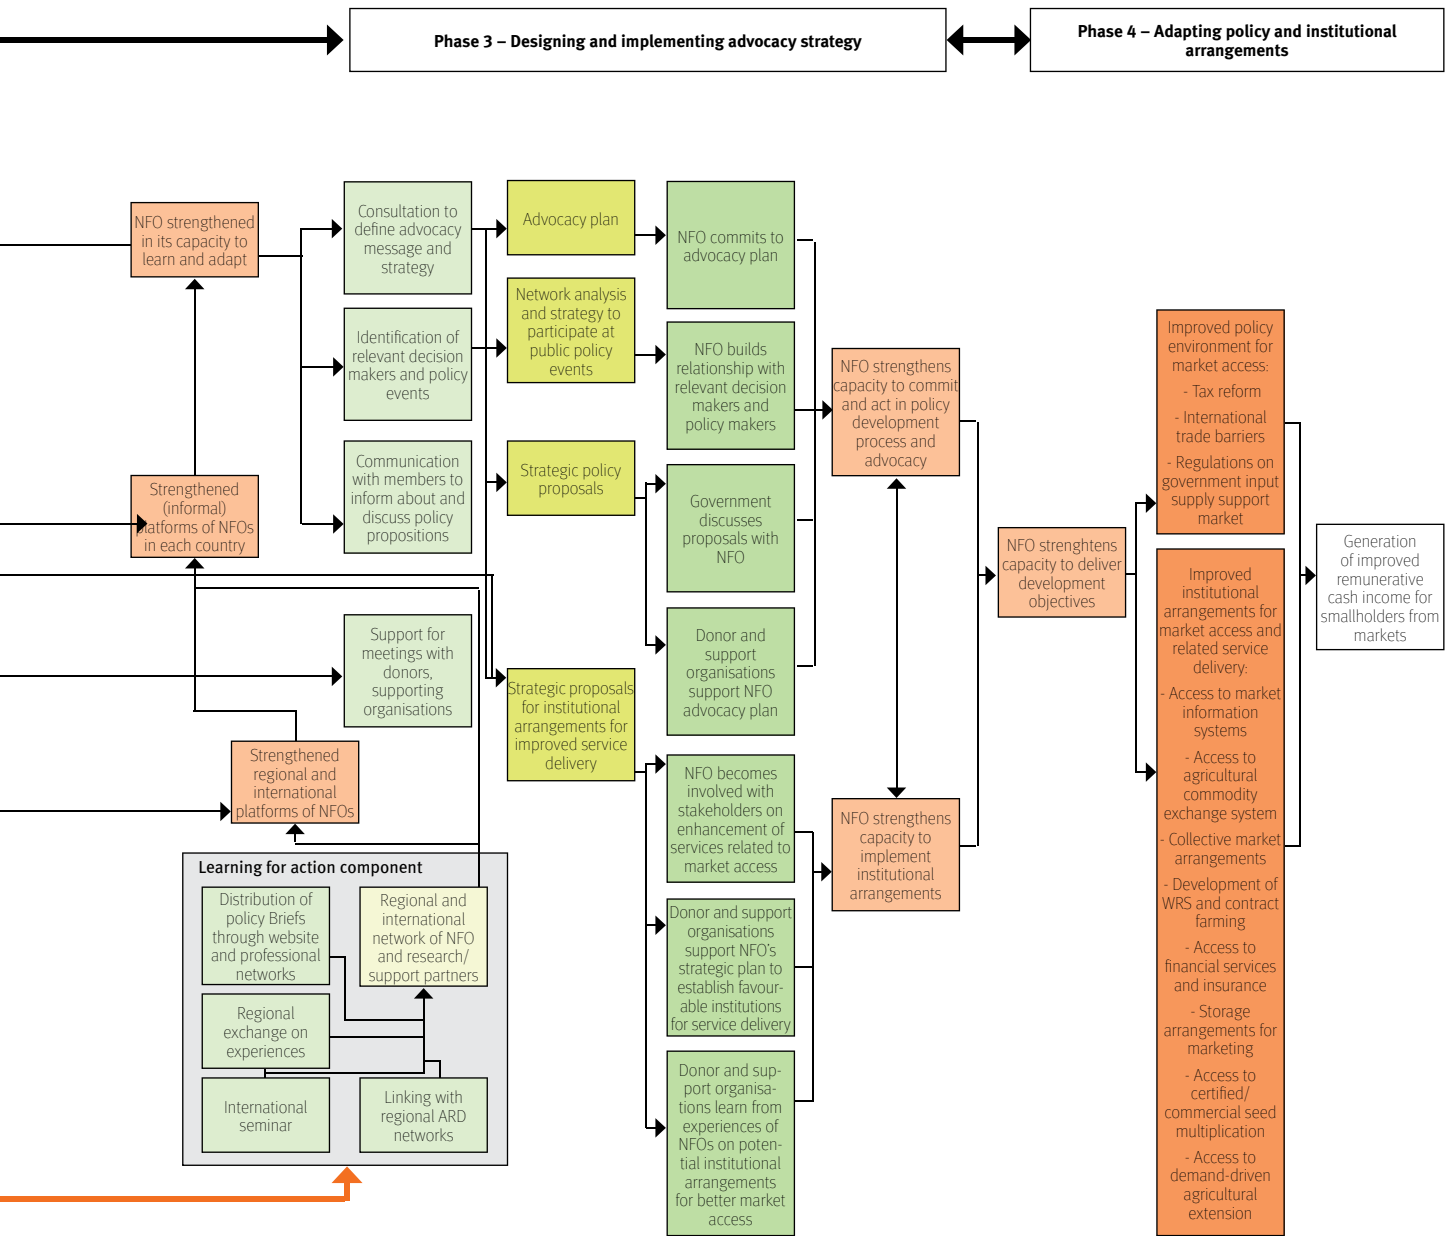 Phase 3 – Designing and implementing advocacy strategy
Phase 4 – Adapting policy and institutional
arrangements
NFO strengthened
in its capacity to
learn and adapt
Strengthened
(informal)
platforms of NFOs
in each country
Strengthened
regional and
international
platforms of NFOs
Learning for action component
Distribution of
policy Briefs
through website
and professional
networks
Regional
exchange on
experiences
International
seminar
Regional and
international
network of NFO
and research/
support partners
Linking with
regional ARD
networks
Consultation to
define advocacy
message and
strategy
Identification of
relevant decision
makers and policy
events
Communication
with members to
inform about and
discuss policy
propositions
Support for
meetings with
donors,
supporting
organisations
Advocacy plan
Network analysis
and strategy to
participate at
public policy
events
Strategic policy
proposals
Strategic proposals
for institutional
arrangements for
improved service
delivery
NFO commits to
advocacy plan
NFO builds
relationship with
relevant decision
makers and
policy makers
Government
discusses
proposals with
NFO
Donor and
support
organisations
support NFO
advocacy plan
NFO becomes
involved with
stakeholders on
enhancement of
services related to
market access
Donor and support
organisations
support NFO's
strategic plan to
establish favour-
able institutions
for service delivery
Donor and sup-
port organisa-
tions learn from
experiences of
NFOs on poten-
tial institutional
arrangements
for better market
access
NFO strengthens
capacity to commit
and act in policy
development
process and
advocacy
NFO strengthens
capacity to
implement
institutional
arrangements
NFO strenghtens
capacity to deliver
development
objectives
Improved policy
environment for
market access:
- Tax reform
- International
trade barriers
- Regulations on
government input
supply support
market
Improved
institutional
arrangements for
market access and
related service
delivery:
- Access to market
information
systems
- Access to
agricultural
commodity
exchange system
- Collective market
arrangements
- Development of
WRS and contract
farming
- Access to
financial services
and insurance
- Storage
arrangements for
marketing
- Access to
certified/
commercial seed
multiplication
- Access to
demand-driven
agricultural
extension
Generation
of improved
remunerative
cash income for
smallholders from
markets